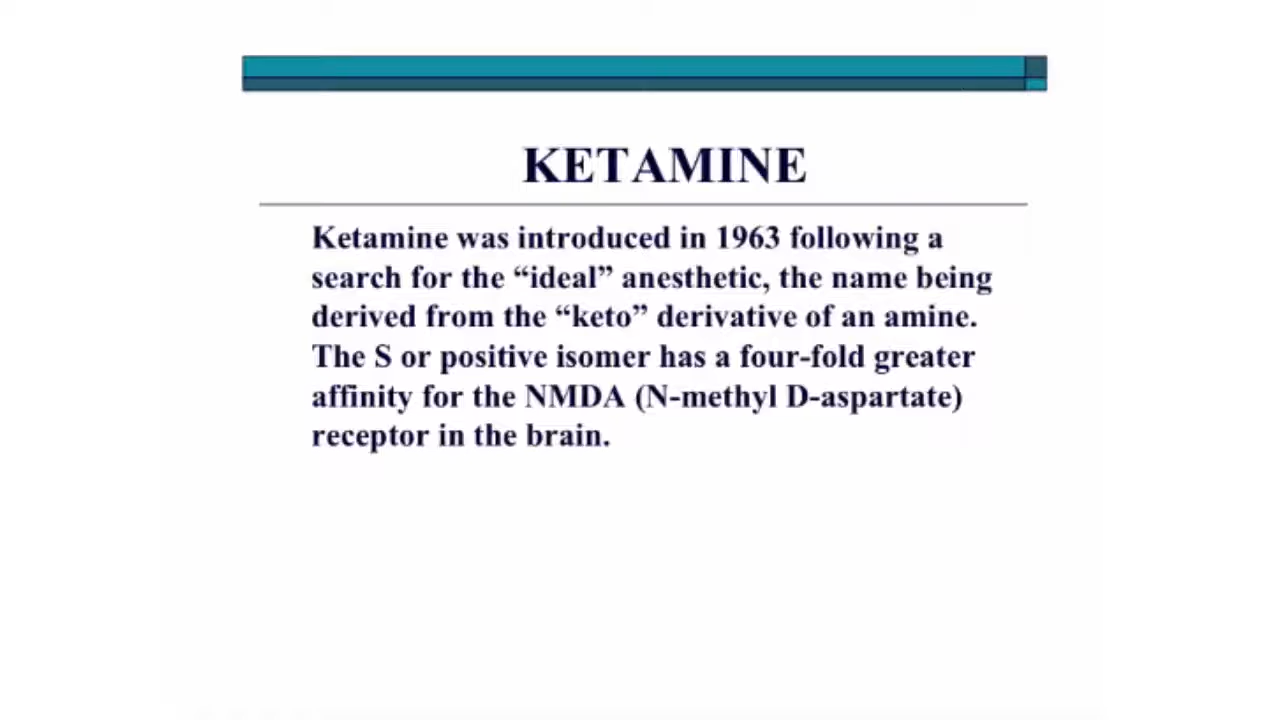 KETAMINE
Ketamine was introduced in 1963 following a
search for the “ideal” anesthetic, the name being
derived from the “keto” derivative of an amine.
The S or positive isomer has a four-fold greater
affinity for the NMDA (N-methyl D-aspartate)
receptor in the brain.